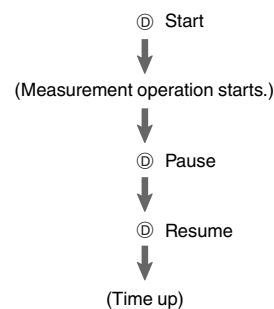 Ⓓ Start
(Measurement operation starts.)
Ⓓ Pause
Ⓓ Resume
(Time up)